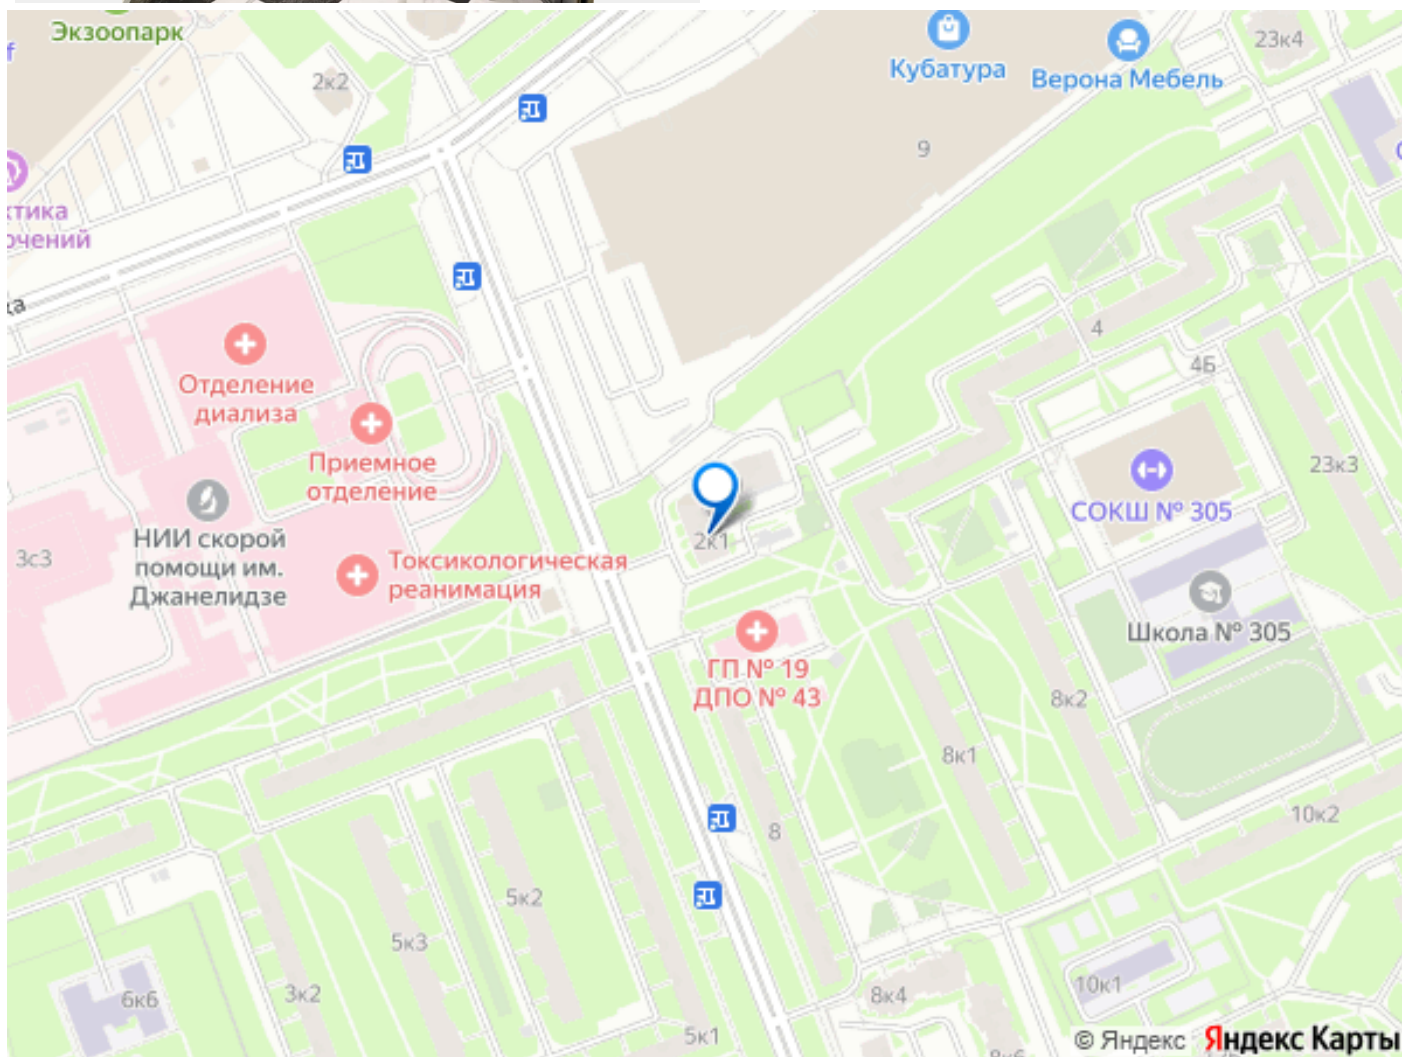 Экзоопарк
f
2к2
Кубатура
Верона Мебель
23к4
9
ктика
очений
ца
4
4Б
Отделение
диализа
Приемное
отделение
НИИ скорой
помощи им.
Джанелидзе
3с3
Токсикологическая
реанимация
2к1
СОКШ № 305
23к3
Школа № 305
ГП № 19
ДПО № 43
8к2
8к1
8
10к2
5к2
5к3
3к2
6к6
8к4
10к1
5к1
© Яндекс Яндекс Карты